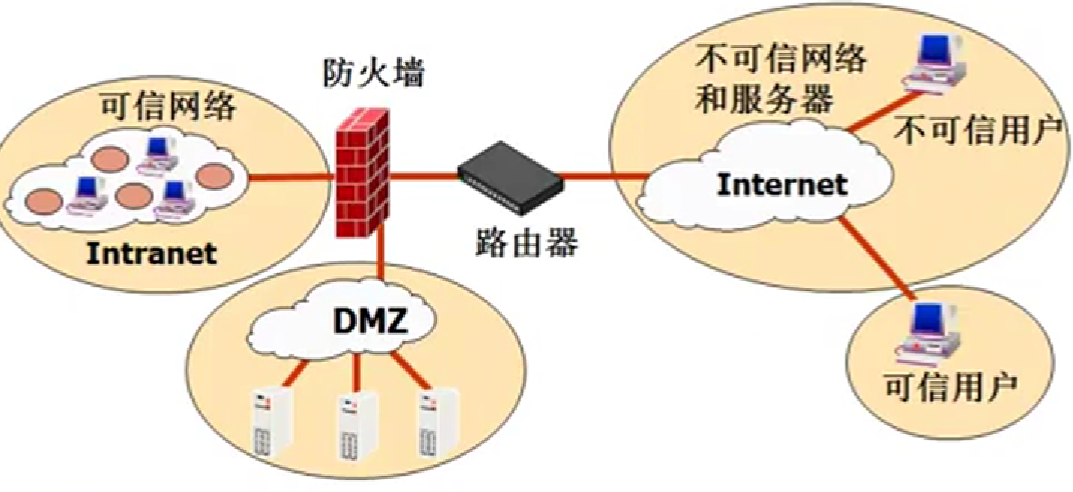 防火墙
可信网络
Intranet
路由器
DMZ
不可信网络
和服务器
不可信用户
Internet
可信用户